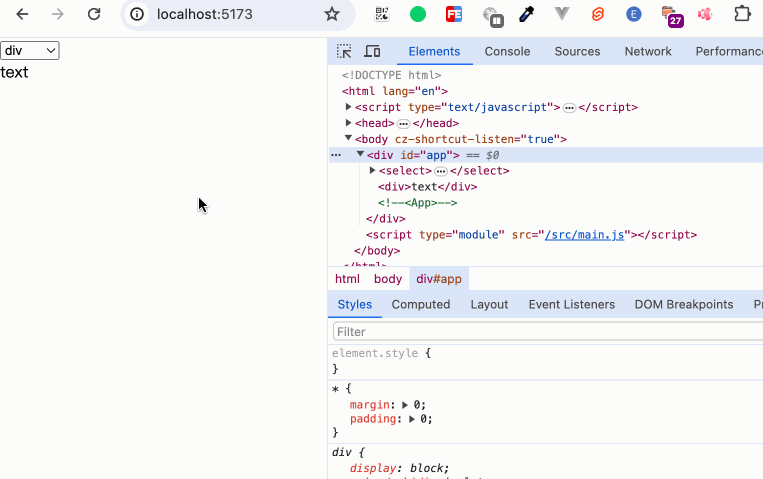 localhost:5173
27
div
text
Elements Console Sources Network Performanc
<!DOCTYPE html>
<html lang="en">
<script type="text/javascript"> … </script>
<head> … </head>
<body cz-shortcut-listen="true">
… <div id="app"> == $0
<select> … </select>
<div>text</div>
<!--<App>-->
</div>
<script type="module" src="/src/main.js"></script>
</body>
</html>
html body div#app
Styles Computed Layout Event Listeners DOM Breakpoints Pr
Filter
element.style {
}
* {
margin: 0;
padding: 0;
}
div {
display: block;